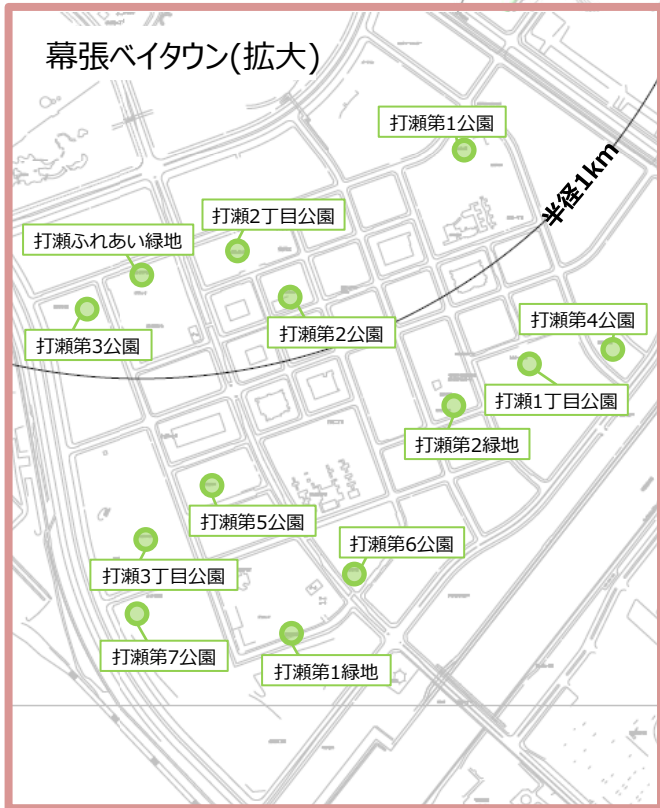 幕張ベイタウン(拡大)
打瀬第1公園
半径1km
打瀬2丁目公園
打瀬ふれあい緑地
打瀬第2公園
打瀬第4公園
打瀬第3公園
打瀬1丁目公園
打瀬第2緑地
打瀬第5公園
打瀬第6公園
打瀬3丁目公園
打瀬第7公園
打瀬第1緑地